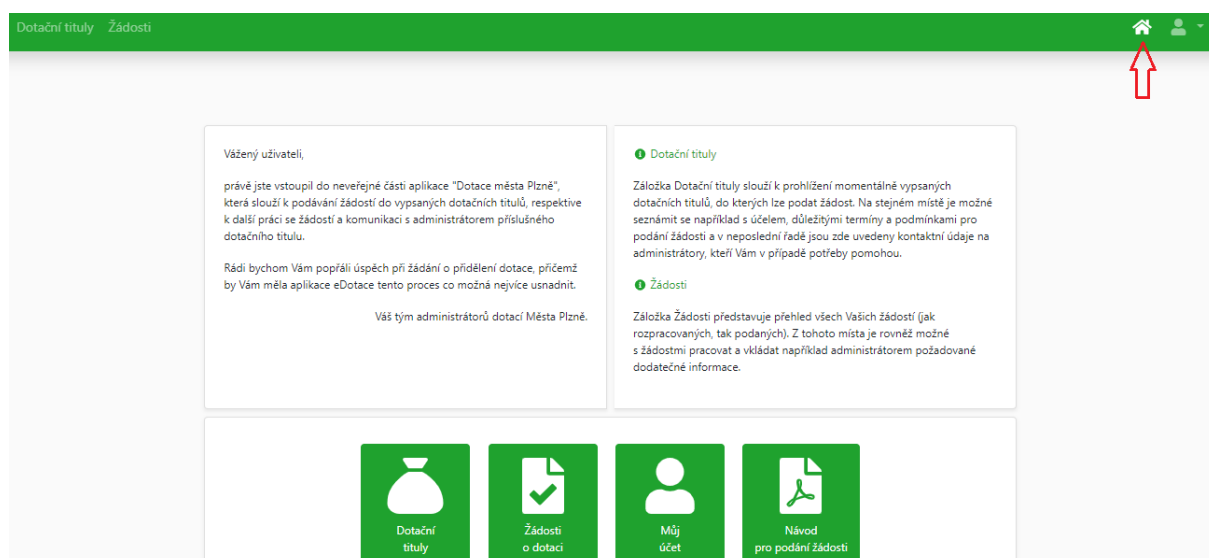 Dotační tituly Žádosti
Vážený uživateli,
právě jste vstoupil do neveřejné části aplikace "Dotace města Plzně",
která slouží k podávání žádostí do vypsaných dotačních titulů, respektive
k další práci se žádostí a komunikaci s administrátorem příslušného
dotačního titulu.
Rádi bychom Vám popřáli úspěch při žádání o přidělení dotace, přičemž
by Vám měla aplikace eDotace tento proces co možná nejvíce usnadnit.
Váš tým administrátorů dotací Města Plzně.
Dotační tituly
Záložka Dotační tituly slouží k prohlížení momentálně vypsaných
dotačních titulů, do kterých lze podat žádost. Na stejném místě je možné
seznámit se například s účelem, důležitými termíny a podmínkami pro
podání žádosti a v neposlední řadě jsou zde uvedeny kontaktní údaje na
administrátory, kteří Vám v případě potřeby pomohou.
Žádosti
Záložka Žádosti představuje přehled všech Vašich žádostí (jak
rozpracovaných, tak podaných). Z tohoto místa je rovněž možné
s žádostmi pracovat a vkládat například administrátorem požadované
dodatečné informace.
Dotační
tituly
Žádosti
o dotaci
Můj
účet
Návod
pro podání žádosti